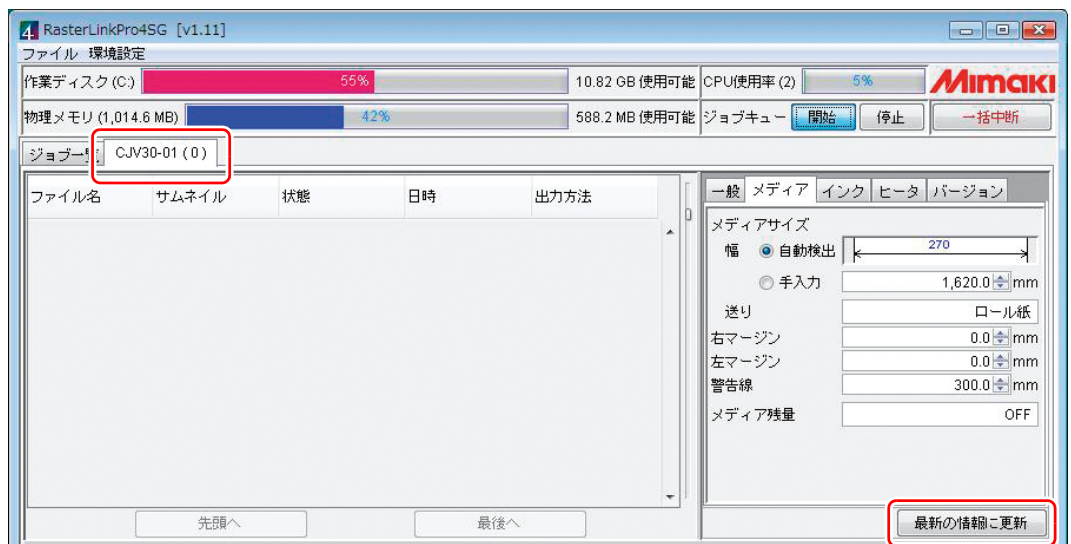 4 RasterLinkPro4SG [v1.11]
ファイル 環境設定
作業ディスク (C:) 55% 10.82 GB 使用可能 CPU使用率 (2) 5% Mimaki
物理メモリ (1,014.6 MB) 42% 588.2 MB 使用可能 ジョブキュー 開始 停止 一括中断
ジョブ一覧 CJV30-01 ( 0 )
ファイル名 サムネイル 状態 日時 出力方法
一般 メディア インク ヒータ バージョン
メディアサイズ
幅 自動検出 270
手入力 1,620.0 mm
送り ロール紙
右マージン 0.0 mm
左マージン 0.0 mm
警告線 300.0 mm
メディア残量 OFF
先頭へ 最後へ 最新の情報に更新